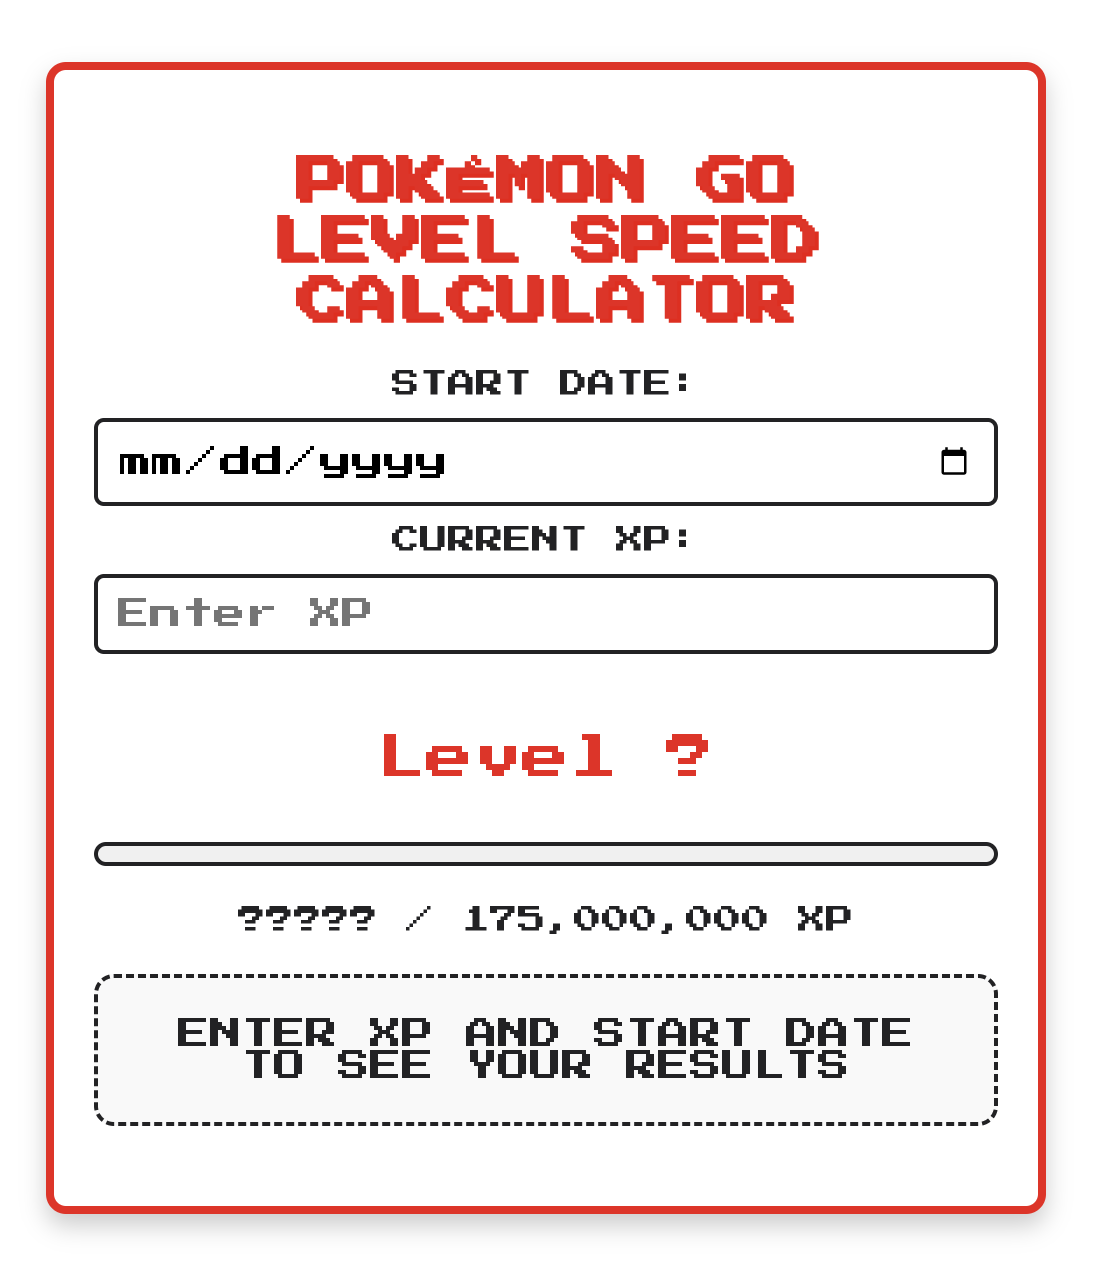 POKéMON GO
LEVEL SPEED
CALCULATOR
START DATE:
mm/dd/yyyy
CURRENT XP:
Enter XP
Level ?
????? / 175,000,000 XP
ENTER XP AND START DATE
TO SEE YOUR RESULTS